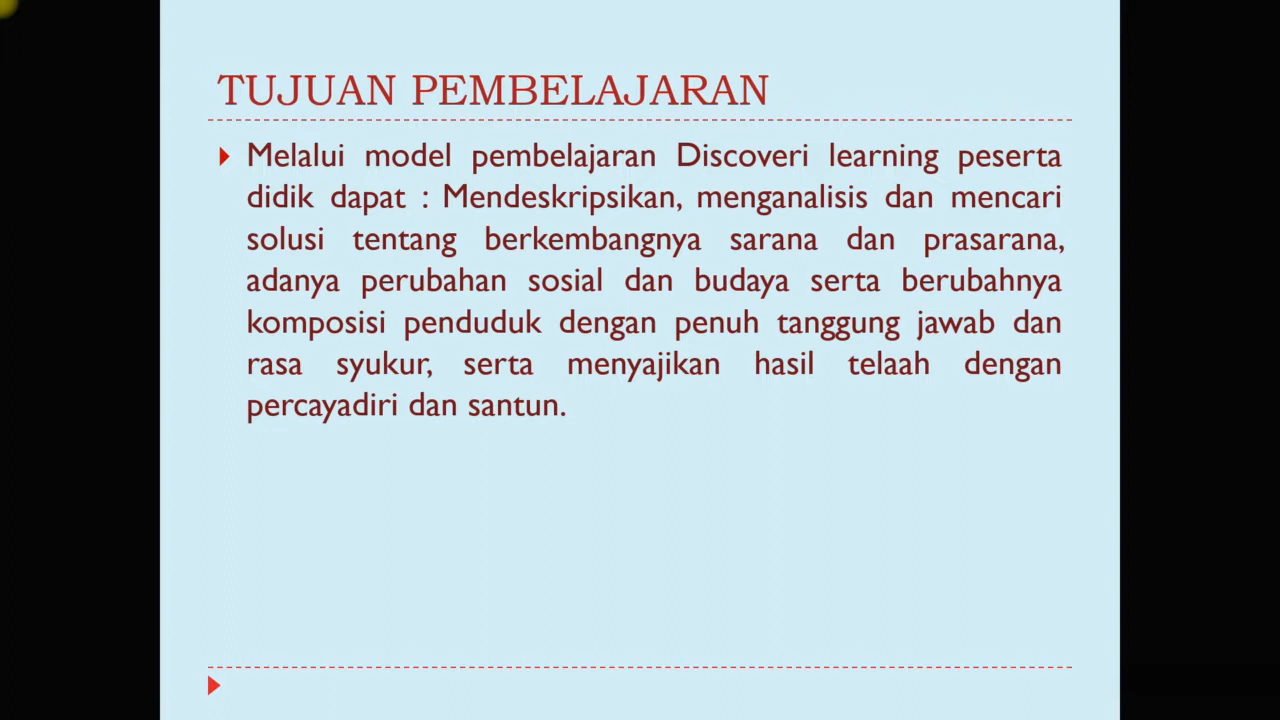 TUJUAN PEMBELAJARAN
Melalui model pembelajaran Discoveri learning peserta
didik dapat : Mendeskripsikan, menganalisis dan mencari
solusi tentang berkembangnya sarana dan prasarana,
adanya perubahan sosial dan budaya serta berubahnya
komposisi penduduk dengan penuh tanggung jawab dan
rasa syukur, serta menyajikan hasil telaah dengan
percayadiri dan santun.